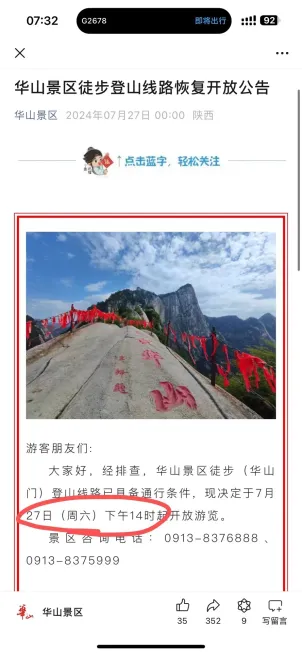 07:32
G2678
即将出行
92
华山景区徒步登山线路恢复开放公告
华山景区 2024年07月27日 00:00 陕西
↑点击蓝字，轻松关注
华山
游客朋友们：
大家好，经排查，华山景区徒步（华山
门）登山线路已具备通行条件，现决定于7月
27日（周六）下午14时起开放游览。
景区咨询电话：0913-8376888、
0913-8375999
华山 华山景区
35
352
9
写留言